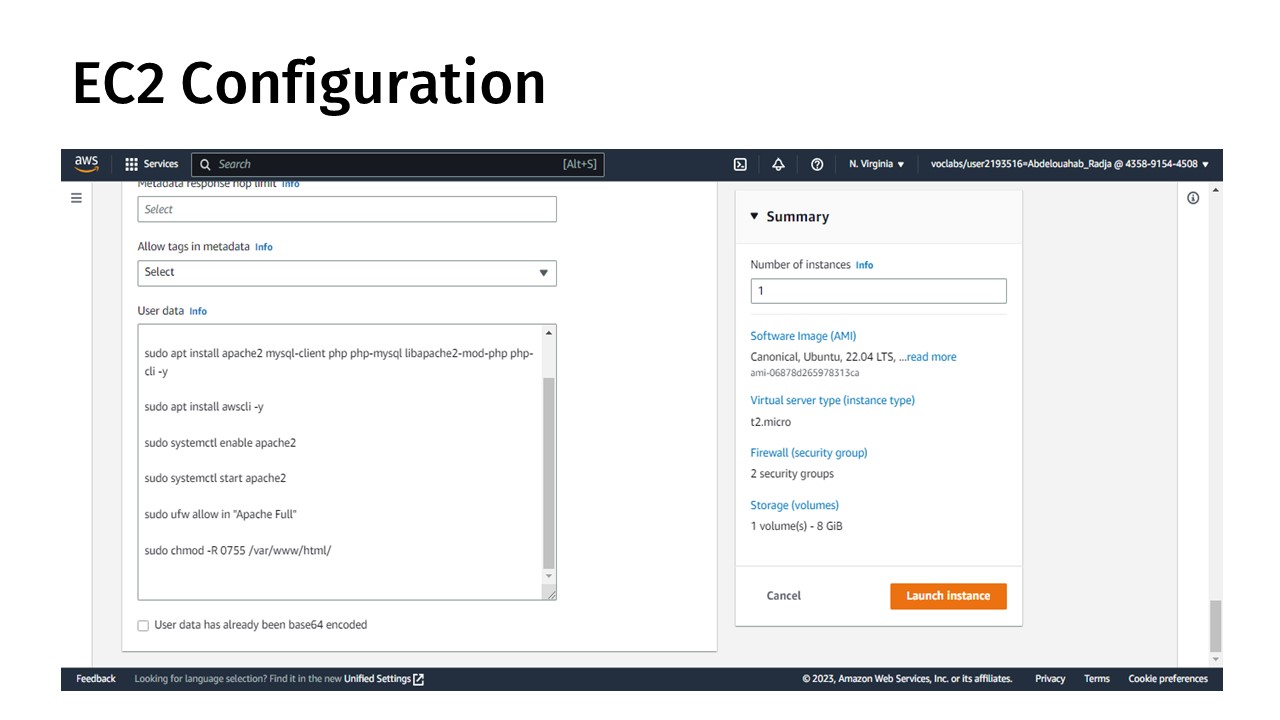 EC2 Configuration
aws
Services
Search
[Alt+S]
N. Virginia
voclabs/user2193516=Abdelouahab_Radja @ 4358-9154-4508
Metadata response hop limit Info
Select
Allow tags in metadata Info
Select
User data Info
sudo apt install apache2 mysql-client php php-mysql libapache2-mod-php php-
cli -y
sudo apt install awscli -y
sudo systemctl enable apache2
sudo systemctl start apache2
sudo ufw allow in "Apache Full"
sudo chmod -R 0755 /var/www/html/
User data has already been base64 encoded
Summary
Number of instances Info
1
Software Image (AMI)
Canonical, Ubuntu, 22.04 LTS, ...read more
ami-06878d265978313ca
Virtual server type (instance type)
t2.micro
Firewall (security group)
2 security groups
Storage (volumes)
1 volume(s) - 8 GiB
Cancel
Launch instance
Feedback
Looking for language selection? Find it in the new Unified Settings
© 2023, Amazon Web Services, Inc. or its affiliates.
Privacy
Terms
Cookie preferences